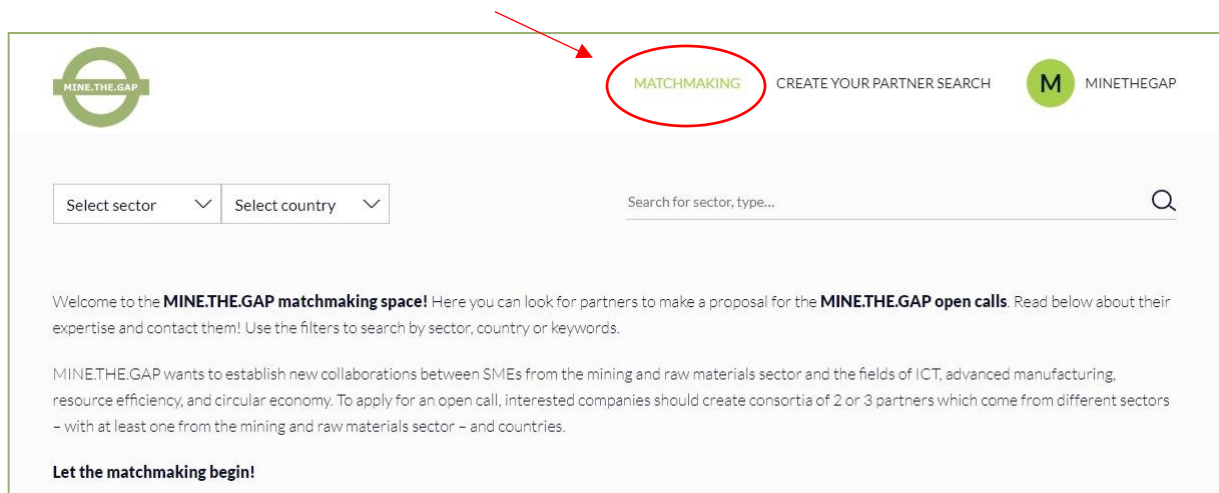 MINE.THE.GAP
MATCHMAKING
CREATE YOUR PARTNER SEARCH
M
MINETHEGAP
Select sector
Select country
Search for sector, type...
Welcome to the MINE.THE.GAP matchmaking space! Here you can look for partners to make a proposal for the MINE.THE.GAP open calls. Read below about their
expertise and contact them! Use the filters to search by sector, country or keywords.
MINE.THE.GAP wants to establish new collaborations between SMEs from the mining and raw materials sector and the fields of ICT, advanced manufacturing,
resource efficiency, and circular economy. To apply for an open call, interested companies should create consortia of 2 or 3 partners which come from different sectors
– with at least one from the mining and raw materials sector – and countries.
Let the matchmaking begin!